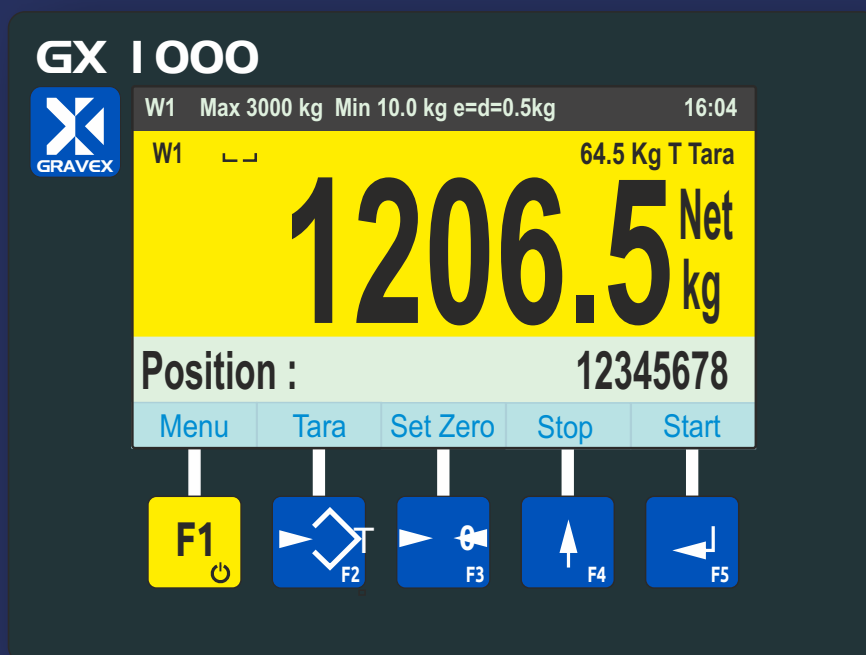 GX 1000
GRAVEX
W1 Max 3000 kg Min 10.0 kg e=d=0.5kg 16:04
W1 64.5 Kg T Tara
1206.5 Net kg
Position : 12345678
Menu Tara Set Zero Stop Start
F1 T F2 0 F3 F4 F5
2